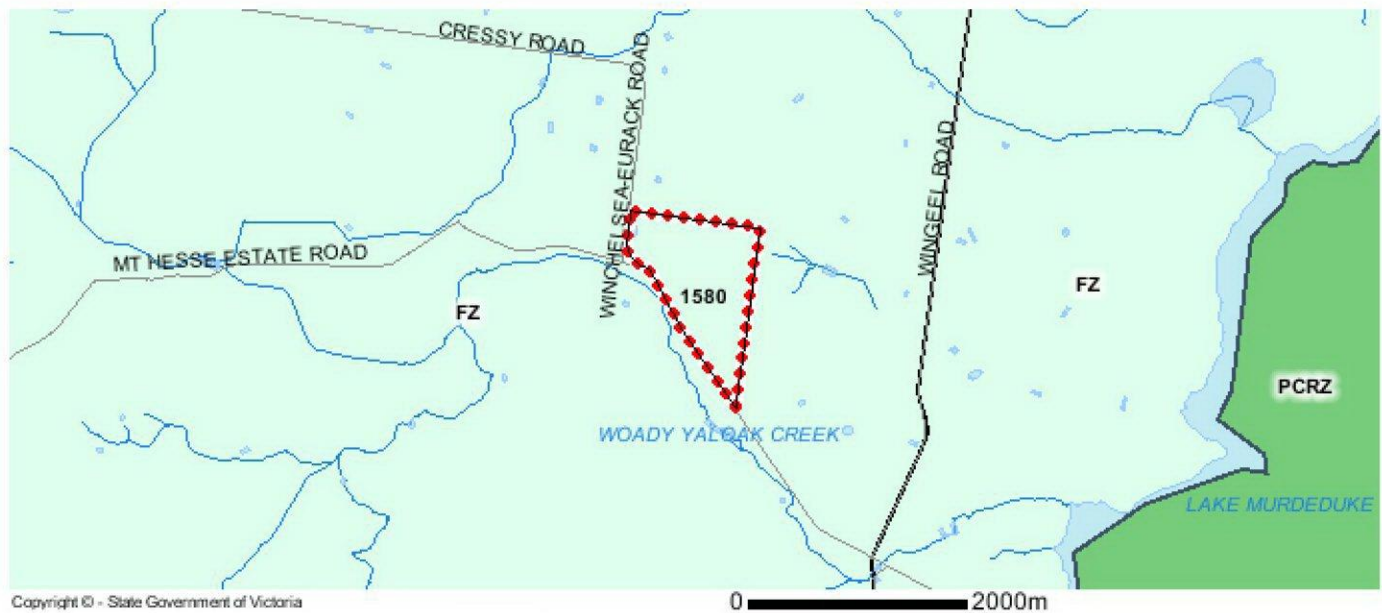 CRESSY ROAD
WINCHELSEA-EURACK ROAD
WINGEEL ROAD
MT HESSE ESTATE ROAD
1580
FZ
FZ
PCRZ
WOADY YALOAK CREEK
LAKE MURDEDUKE
Copyright © - State Government of Victoria
0 2000m